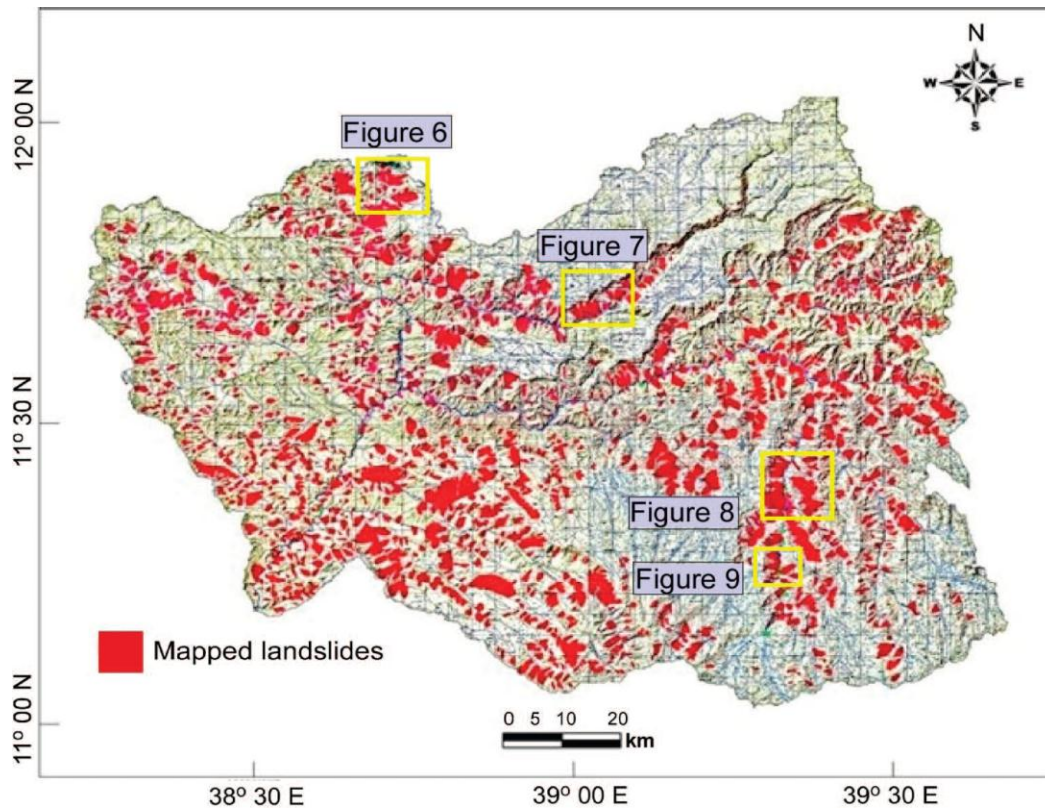 N
W E
S
12° 00 N
Figure 6
Figure 7
11° 30 N
Figure 8
Figure 9
Mapped landslides
11° 00 N
0 5 10 20
km
38° 30 E 39° 00 E 39° 30 E